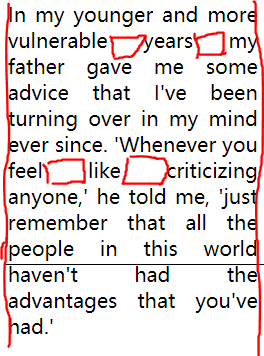 In my younger and more
vulnerable years my
father gave me some
advice that I've been
turning over in my mind
ever since. 'Whenever you
feel like criticizing
anyone,' he told me, 'just
remember that all the
people in this world
haven't had the
advantages that you've
had.'